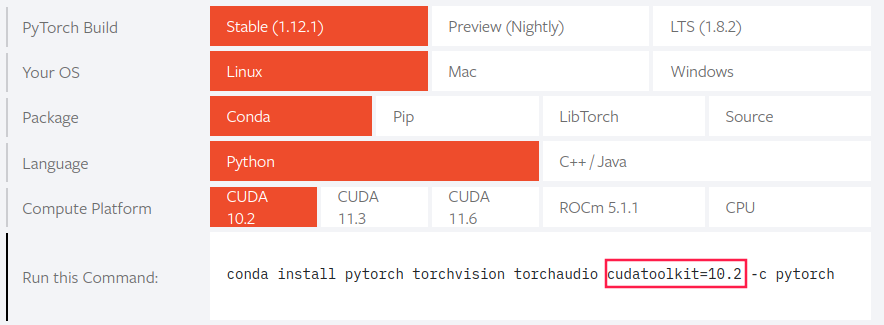 PyTorch Build Stable (1.12.1) Preview (Nightly) LTS (1.8.2)
Your OS Linux Mac Windows
Package Conda Pip LibTorch Source
Language Python C++ / Java
Compute Platform CUDA 10.2 CUDA 11.3 CUDA 11.6 ROCm 5.1.1 CPU
Run this Command: conda install pytorch torchvision torchaudio cudatoolkit=10.2 -c pytorch